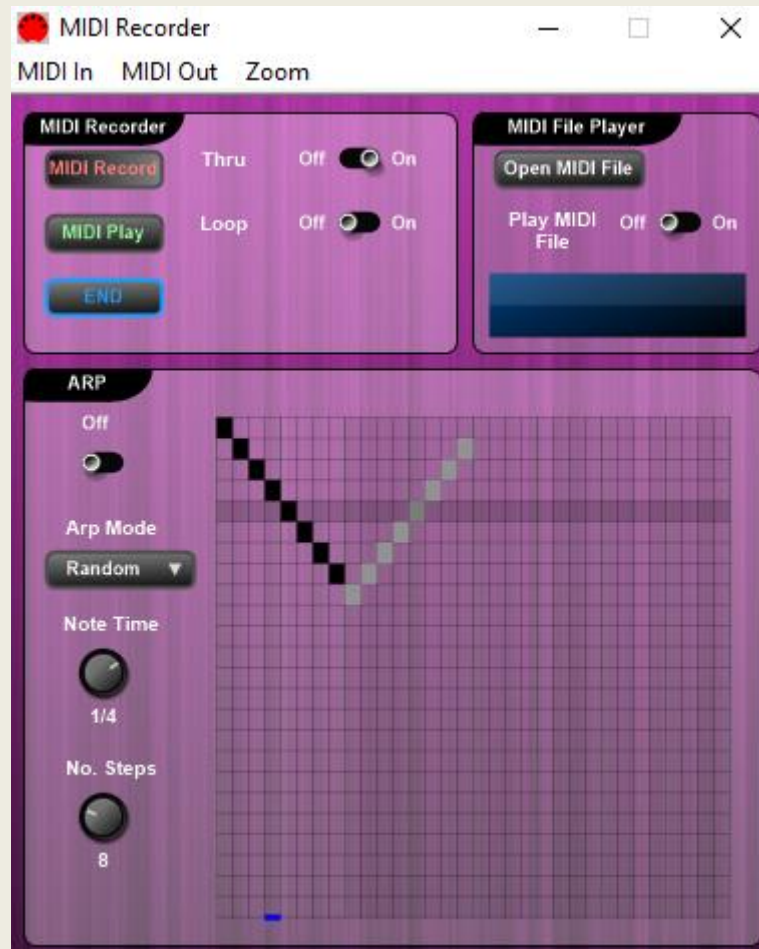 MIDI Recorder
MIDI In MIDI Out Zoom
MIDI Recorder
MIDI Record
Thru Off On
MIDI Play
Loop Off On
END
MIDI File Player
Open MIDI File
Play MIDI
File
Off On
ARP
Off
Arp Mode
Random
Note Time
1/4
No. Steps
8